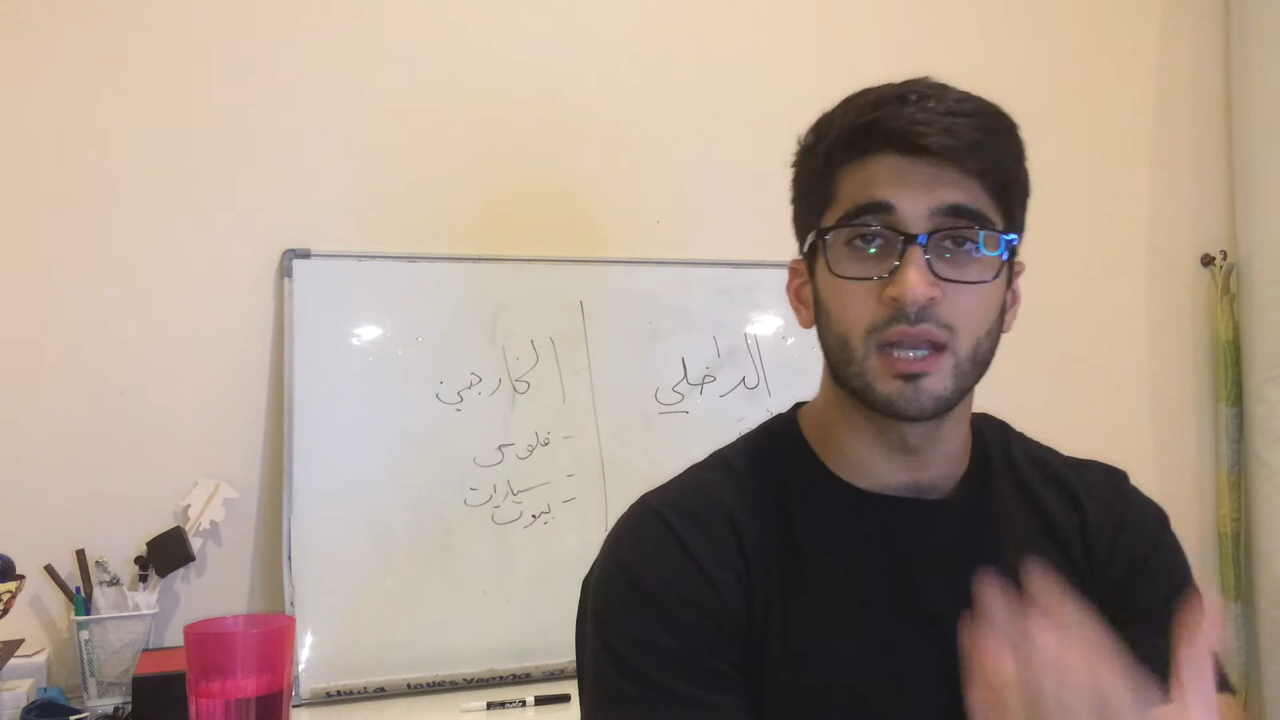 الداخلي
الخارجي
- فلوس
- سيارات
- بيوت